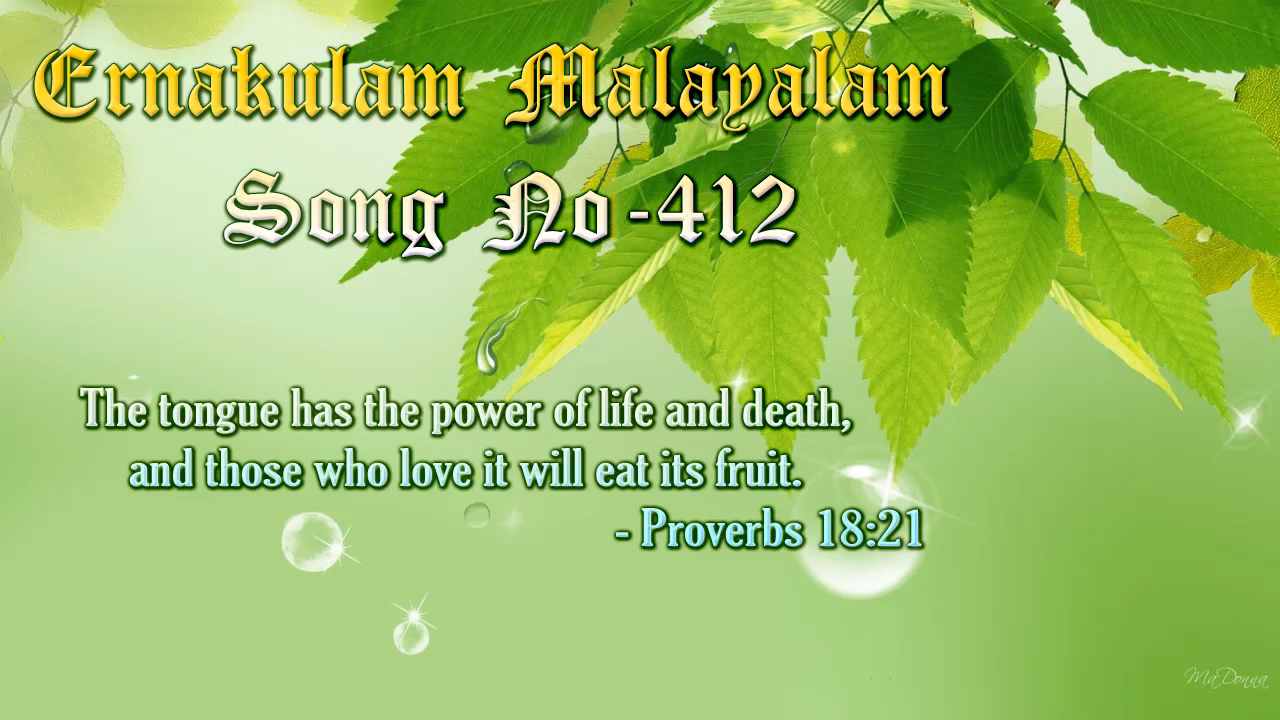 Ernakulam Malayalam
Song No -412
The tongue has the power of life and death,
and those who love it will eat its fruit.
- Proverbs 18:21
MaDonna